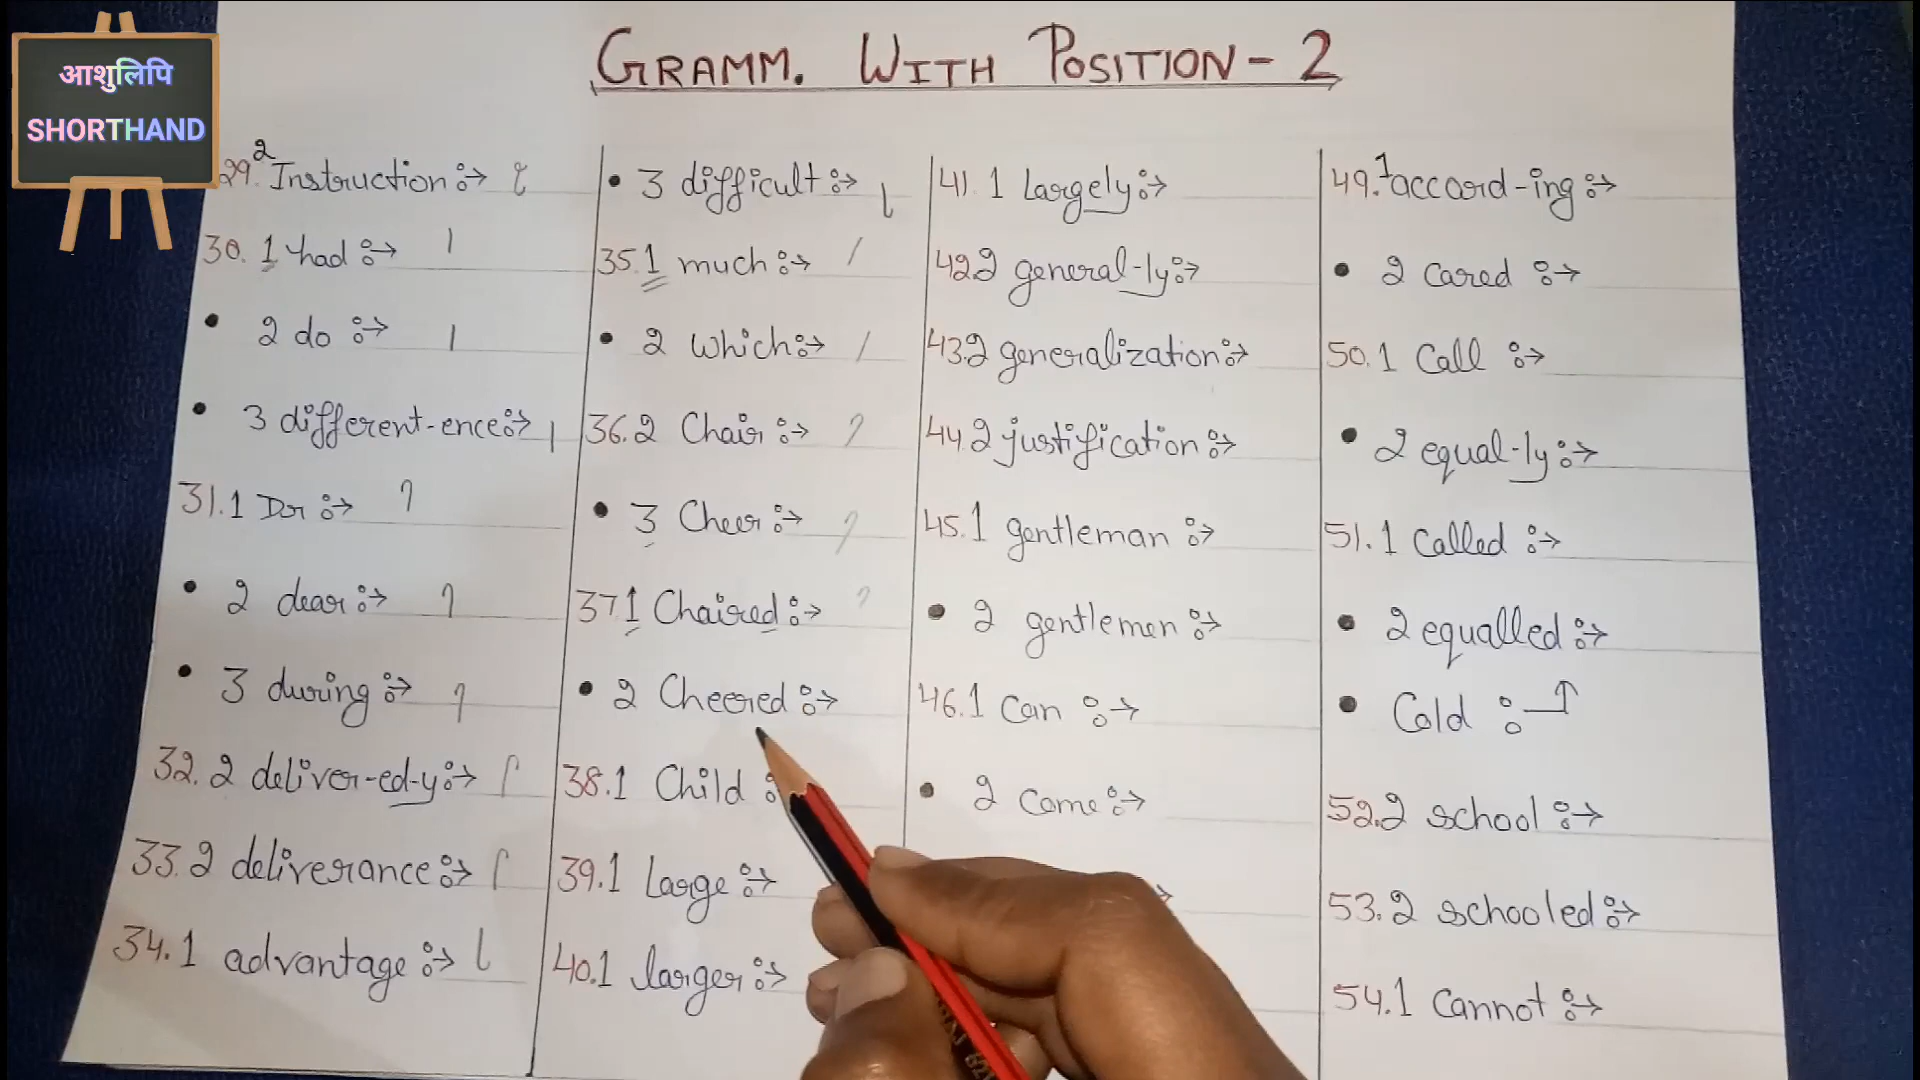 आशुलिपि
SHORTHAND
GRAMM. WITH POSITION - 2
29. 2 Instruction
30. 1 had
• 2 do
• 3 different-ence
31. 1 Dr
• 2 dear
• 3 during
32. 2 deliver-ed-y
33. 2 deliverance
34. 1 advantage
• 3 difficult
35. 1 much
• 2 which
36. 2 Chair
• 3 Cheer
37. 1 Chaired
• 2 Cheered
38. 1 Child
39. 1 Large
40. 1 larger
41. 1 Largely
42. 2 general-ly
43. 2 generalization
44. 2 justification
45. 1 gentleman
• 2 gentlemen
46. 1 Can
• 2 Come
49. 1 accord-ing
• 2 Cared
50. 1 Call
• 2 equal-ly
51. 1 Called
• 2 equalled
• Cold
52. 2 school
53. 2 schooled
54. 1 Cannot